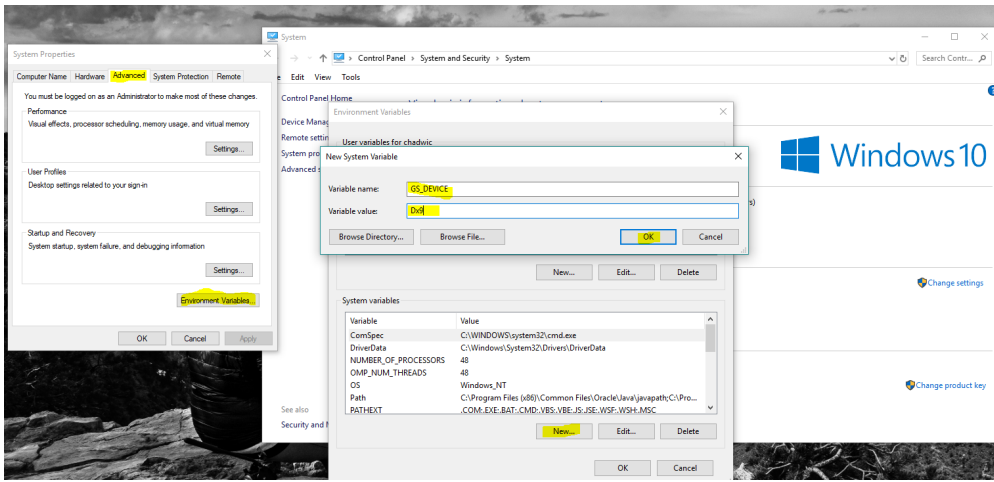 System
Control Panel > System and Security > System
Search Contr...
Edit View Tools
Control Panel Home
Device Manag
Remote settin
System pro
Advanced s
Windows 10
s)
Change settings
Change product key
See also
Security and
System Properties
Computer Name Hardware Advanced System Protection Remote
You must be logged on as an Administrator to make most of these changes.
Performance
Visual effects, processor scheduling, memory usage, and virtual memory
Settings...
User Profiles
Desktop settings related to your sign-in
Settings...
Startup and Recovery
System startup, system failure, and debugging information
Settings...
Environment Variables...
OK Cancel Apply
Environment Variables
User variables for chadwic
New System Variable
Variable name: GS_DEVICE
Variable value: Dx9
Browse Directory... Browse File... OK Cancel
New... Edit... Delete
System variables
Variable Value
ComSpec C:\WINDOWS\system32\cmd.exe
DriverData C:\Windows\System32\Drivers\DriverData
NUMBER_OF_PROCESSORS 48
OMP_NUM_THREADS 48
OS Windows_NT
Path C:\Program Files (x86)\Common Files\Oracle\Java\javapath;C:\Pro...
PATHEXT .COM;.EXE;.BAT;.CMD;.VBS;.VBE;.JS;.JSE;.WSF;.WSH;.MSC
New... Edit... Delete
OK Cancel